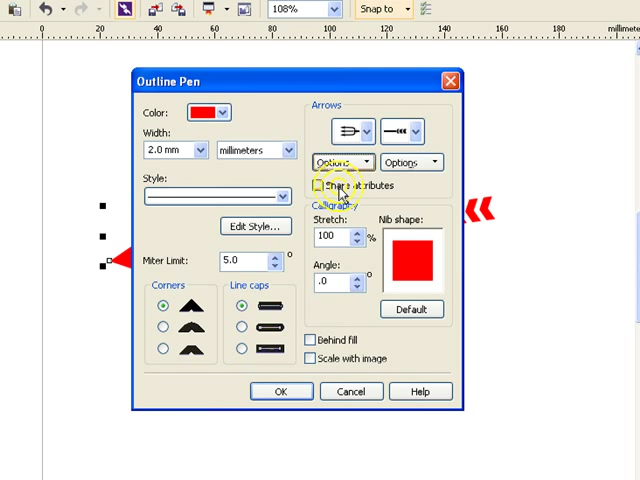 108%
Snap to
0 20 40 60 80 100 120 140 160 180 millimete
Outline Pen
Color:
Width:
2.0 mm millimeters
Style:
Edit Style...
Miter Limit: 5.0 °
Corners
Line caps
Arrows
Options Options
Share attributes
Calligraphy
Stretch: Nib shape:
100 %
Angle:
.0 °
Default
Behind fill
Scale with image
OK Cancel Help